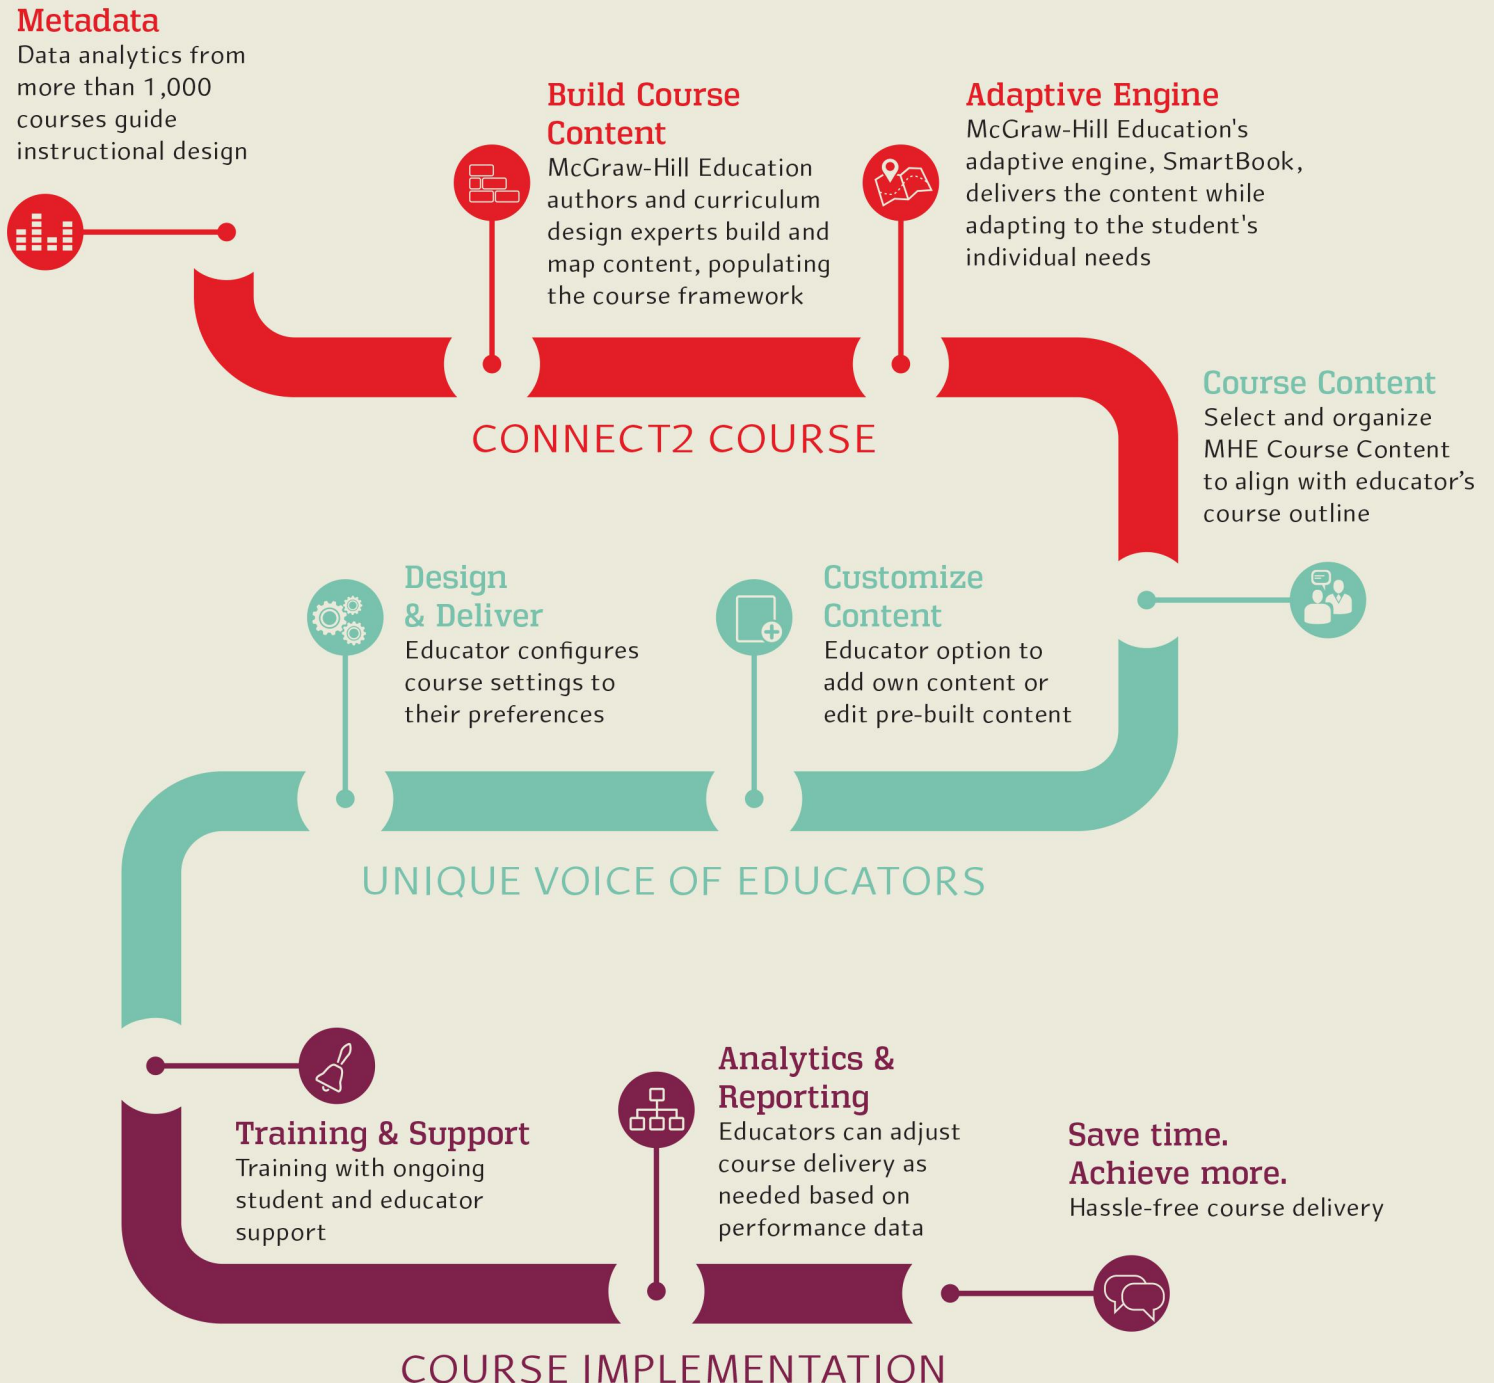 Metadata
Data analytics from
more than 1,000
courses guide
instructional design
Build Course
Content
McGraw-Hill Education
authors and curriculum
design experts build and
map content, populating
the course framework
Adaptive Engine
McGraw-Hill Education's
adaptive engine, SmartBook,
delivers the content while
adapting to the student's
individual needs
CONNECT2 COURSE
Course Content
Select and organize
MHE Course Content
to align with educator’s
course outline
Customize
Content
Educator option to
add own content or
edit pre-built content
Design
& Deliver
Educator configures
course settings to
their preferences
UNIQUE VOICE OF EDUCATORS
Training & Support
Training with ongoing
student and educator
support
Analytics &
Reporting
Educators can adjust
course delivery as
needed based on
performance data
Save time.
Achieve more.
Hassle-free course delivery
COURSE IMPLEMENTATION